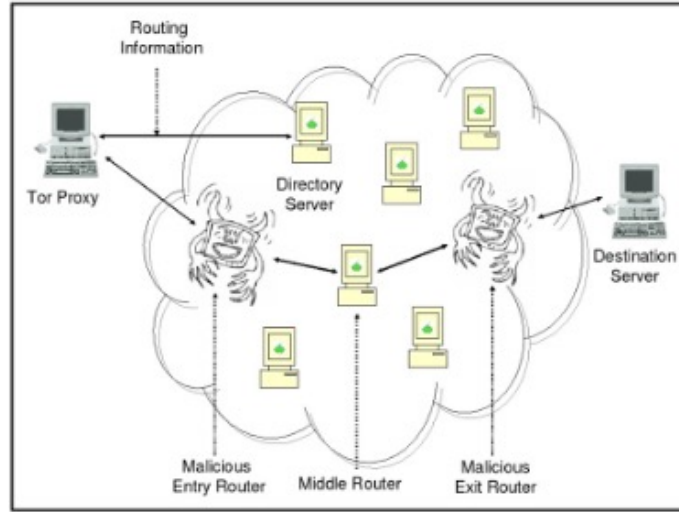 Routing
Information
Tor Proxy
Directory
Server
Destination
Server
Malicious
Entry Router
Middle Router
Malicious
Exit Router